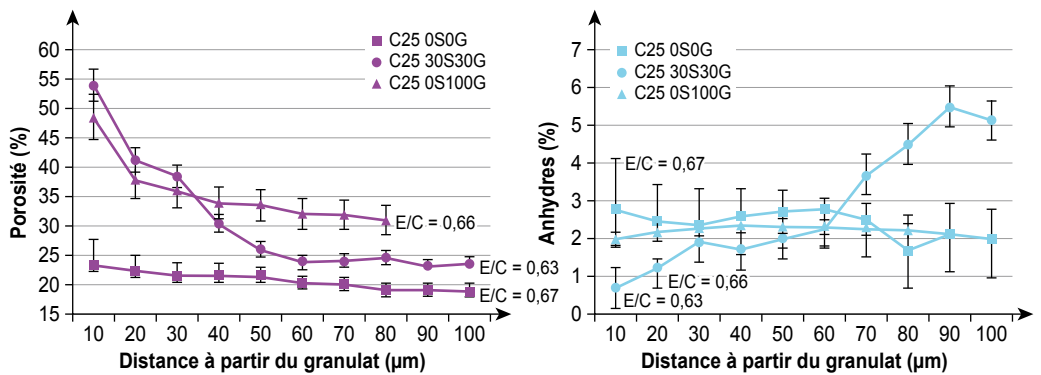 Porosité (%)
60
55
50
45
40
35
30
25
20
15
C25 0S0G
C25 30S30G
C25 0S100G
E/C = 0,66
E/C = 0,63
E/C = 0,67
10 20 30 40 50 60 70 80 90 100
Distance à partir du granulat (µm)
Anhydres (%)
7
6
5
4
3
2
1
0
C25 0S0G
C25 30S30G
C25 0S100G
E/C = 0,67
E/C = 0,66
E/C = 0,63
10 20 30 40 50 60 70 80 90 100
Distance à partir du granulat (µm)